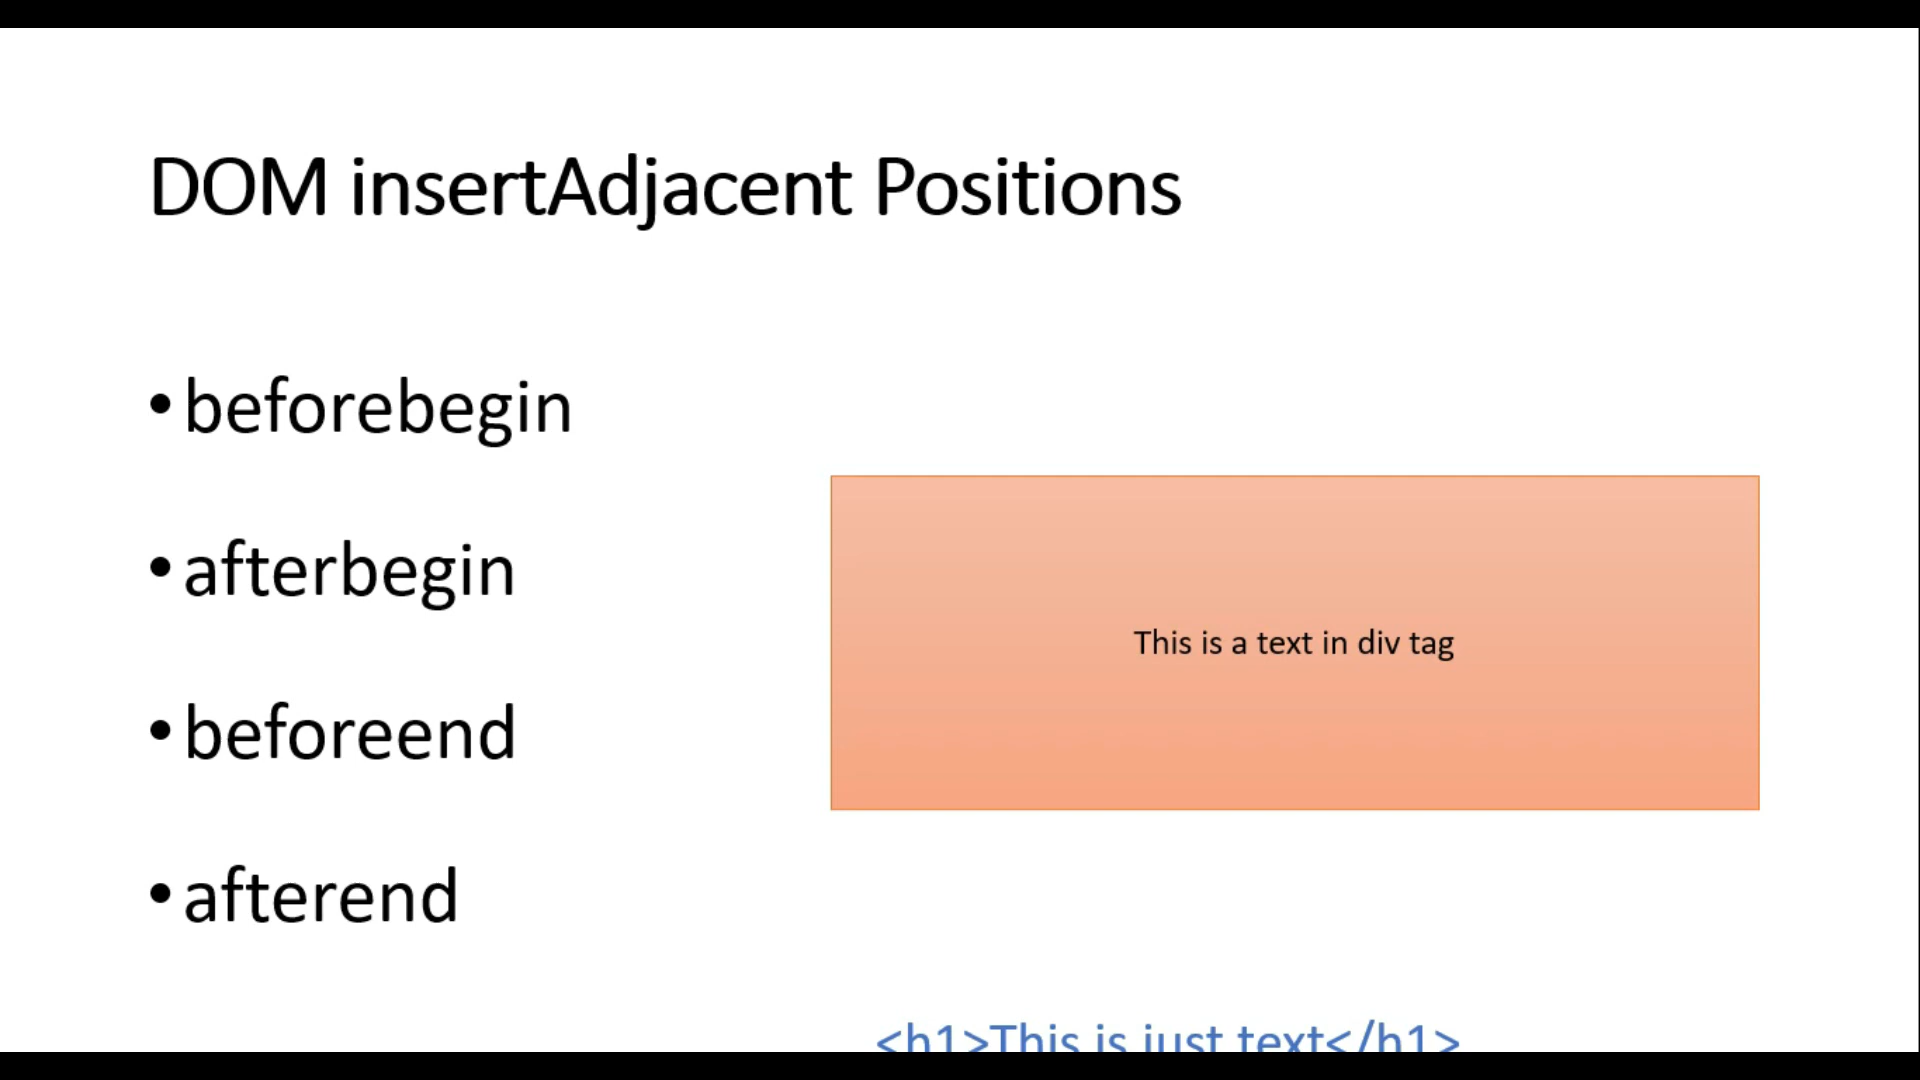 DOM insertAdjacent Positions
•beforebegin
•afterbegin
This is a text in div tag
•beforeend
•afterend
<h1>This is just text</h1>